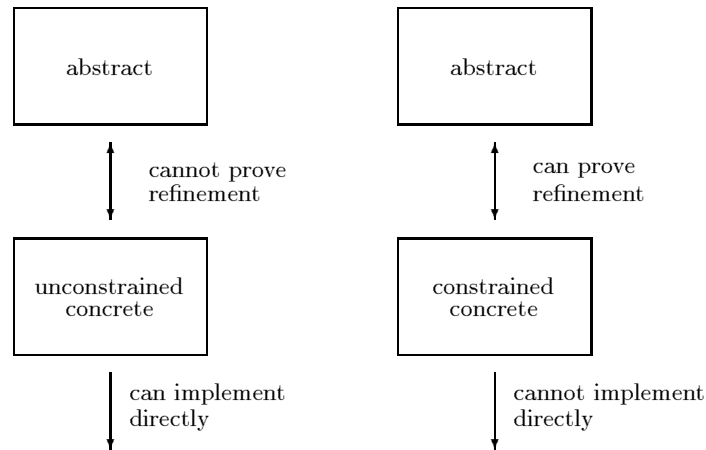 abstract
abstract
cannot prove
refinement
can prove
refinement
unconstrained
concrete
constrained
concrete
can implement
directly
cannot implement
directly